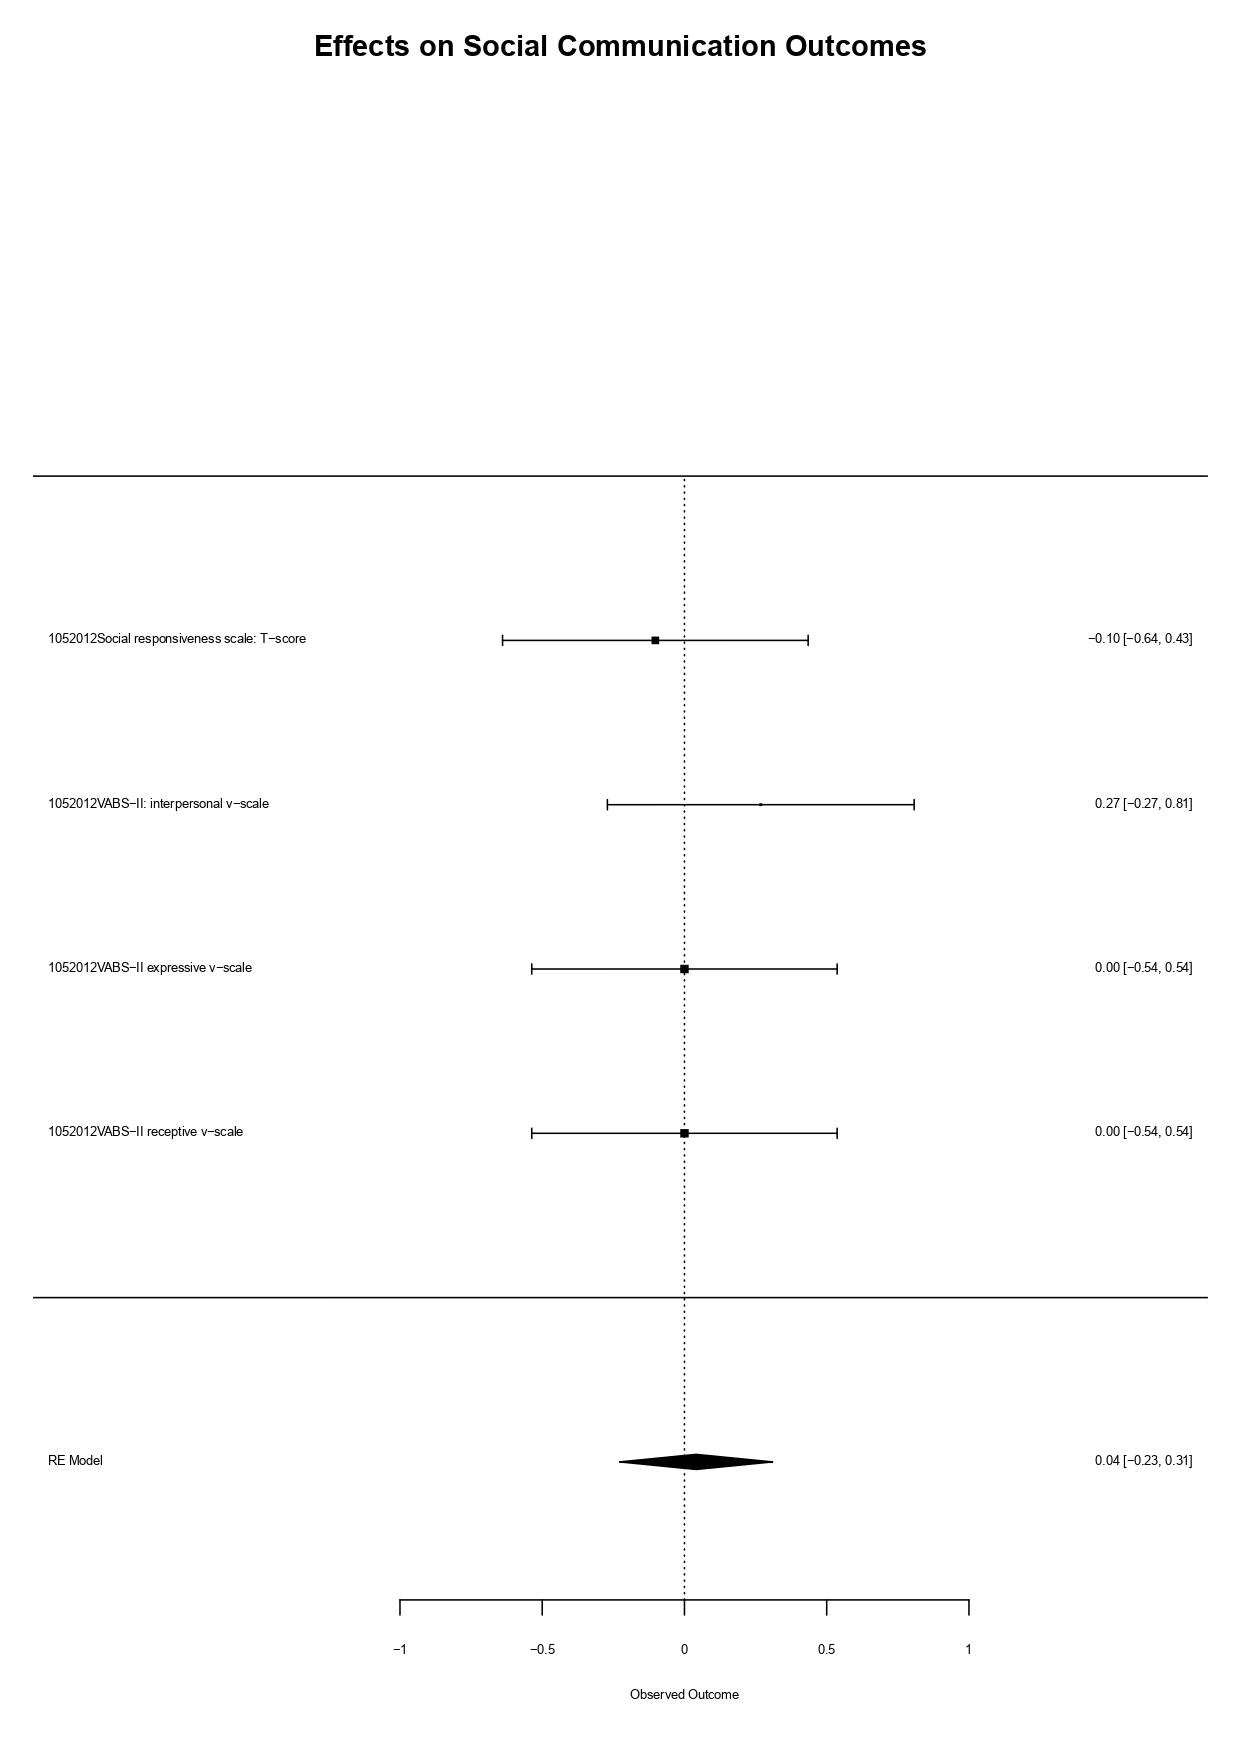 Effects on Social Communication Outcomes
1052012Social responsiveness scale: T−score −0.10 [−0.64, 0.43]
1052012VABS−II: interpersonal v−scale 0.27 [−0.27, 0.81]
1052012VABS−II expressive v−scale 0.00 [−0.54, 0.54]
1052012VABS−II receptive v−scale 0.00 [−0.54, 0.54]
RE Model 0.04 [−0.23, 0.31]
−1 −0.5 0 0.5 1
Observed Outcome